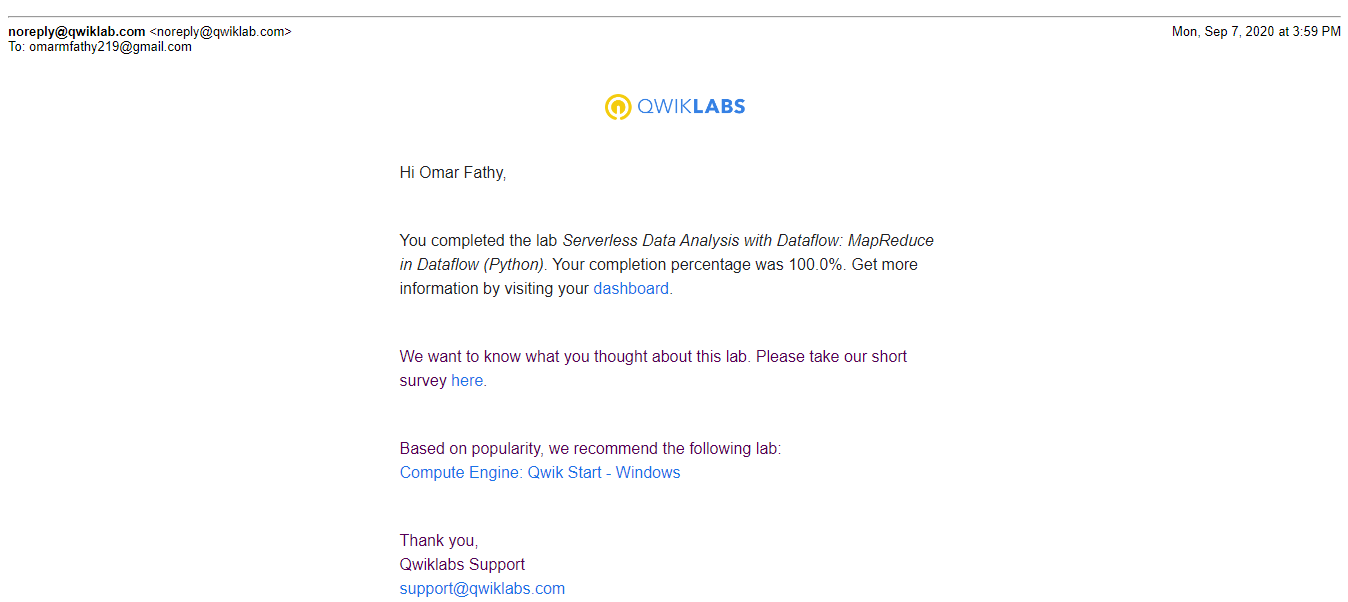 noreply@qwiklab.com <noreply@qwiklab.com>
Mon, Sep 7, 2020 at 3:59 PM
To: omarmfathy219@gmail.com
QWIKLABS
Hi Omar Fathy,
You completed the lab Serverless Data Analysis with Dataflow: MapReduce
in Dataflow (Python). Your completion percentage was 100.0%. Get more
information by visiting your dashboard.
We want to know what you thought about this lab. Please take our short
survey here.
Based on popularity, we recommend the following lab:
Compute Engine: Qwik Start - Windows
Thank you,
Qwiklabs Support
support@qwiklabs.com